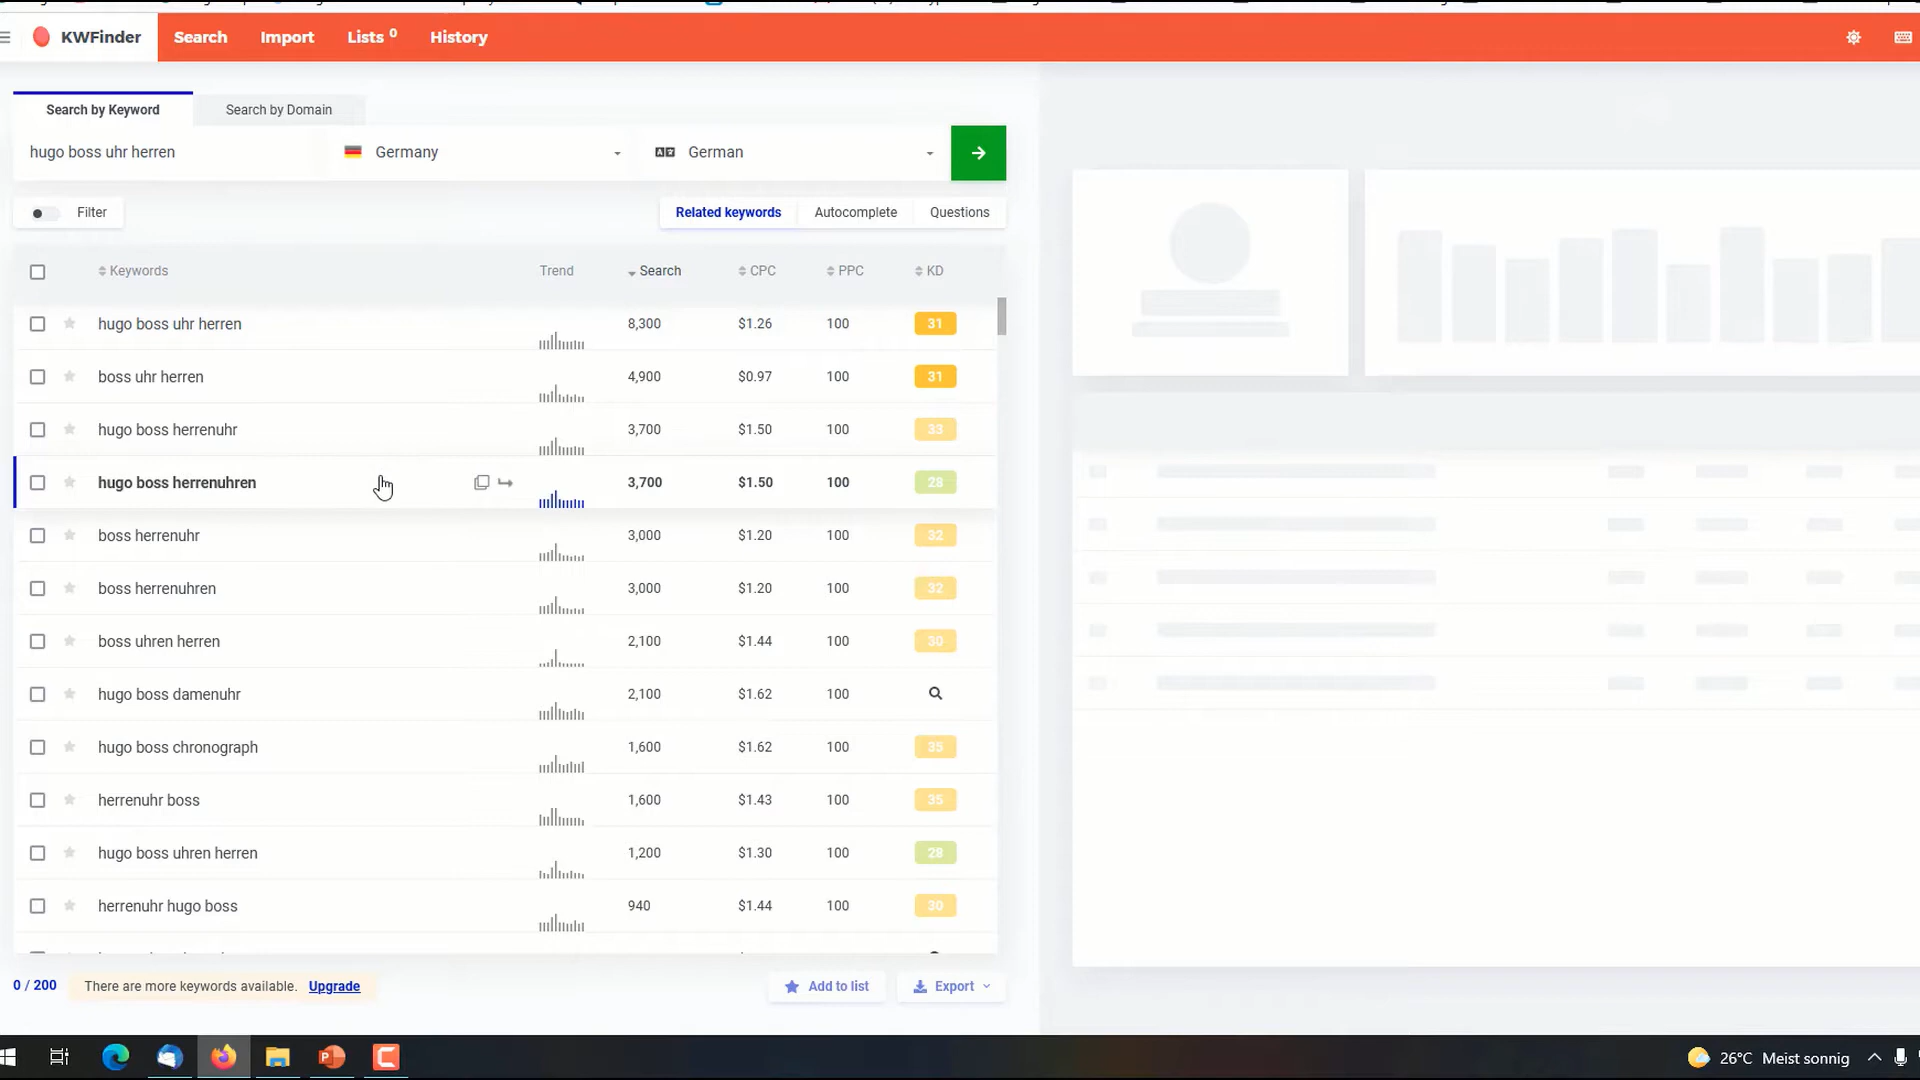 KWFinder Search Import Lists 0 History
Search by Keyword Search by Domain
hugo boss uhr herren Germany German
Filter Related keywords Autocomplete Questions
Keywords Trend Search CPC PPC KD
hugo boss uhr herren 8,300 $1.26 100 31
boss uhr herren 4,900 $0.97 100 31
hugo boss herrenuhr 3,700 $1.50 100 33
hugo boss herrenuhren 3,700 $1.50 100 28
boss herrenuhr 3,000 $1.20 100 32
boss herrenuhren 3,000 $1.20 100 32
boss uhren herren 2,100 $1.44 100 30
hugo boss damenuhr 2,100 $1.62 100
hugo boss chronograph 1,600 $1.62 100 35
herrenuhr boss 1,600 $1.43 100 35
hugo boss uhren herren 1,200 $1.30 100 28
herrenuhr hugo boss 940 $1.44 100 30
0 / 200 There are more keywords available. Upgrade Add to list Export
26°C Meist sonnig